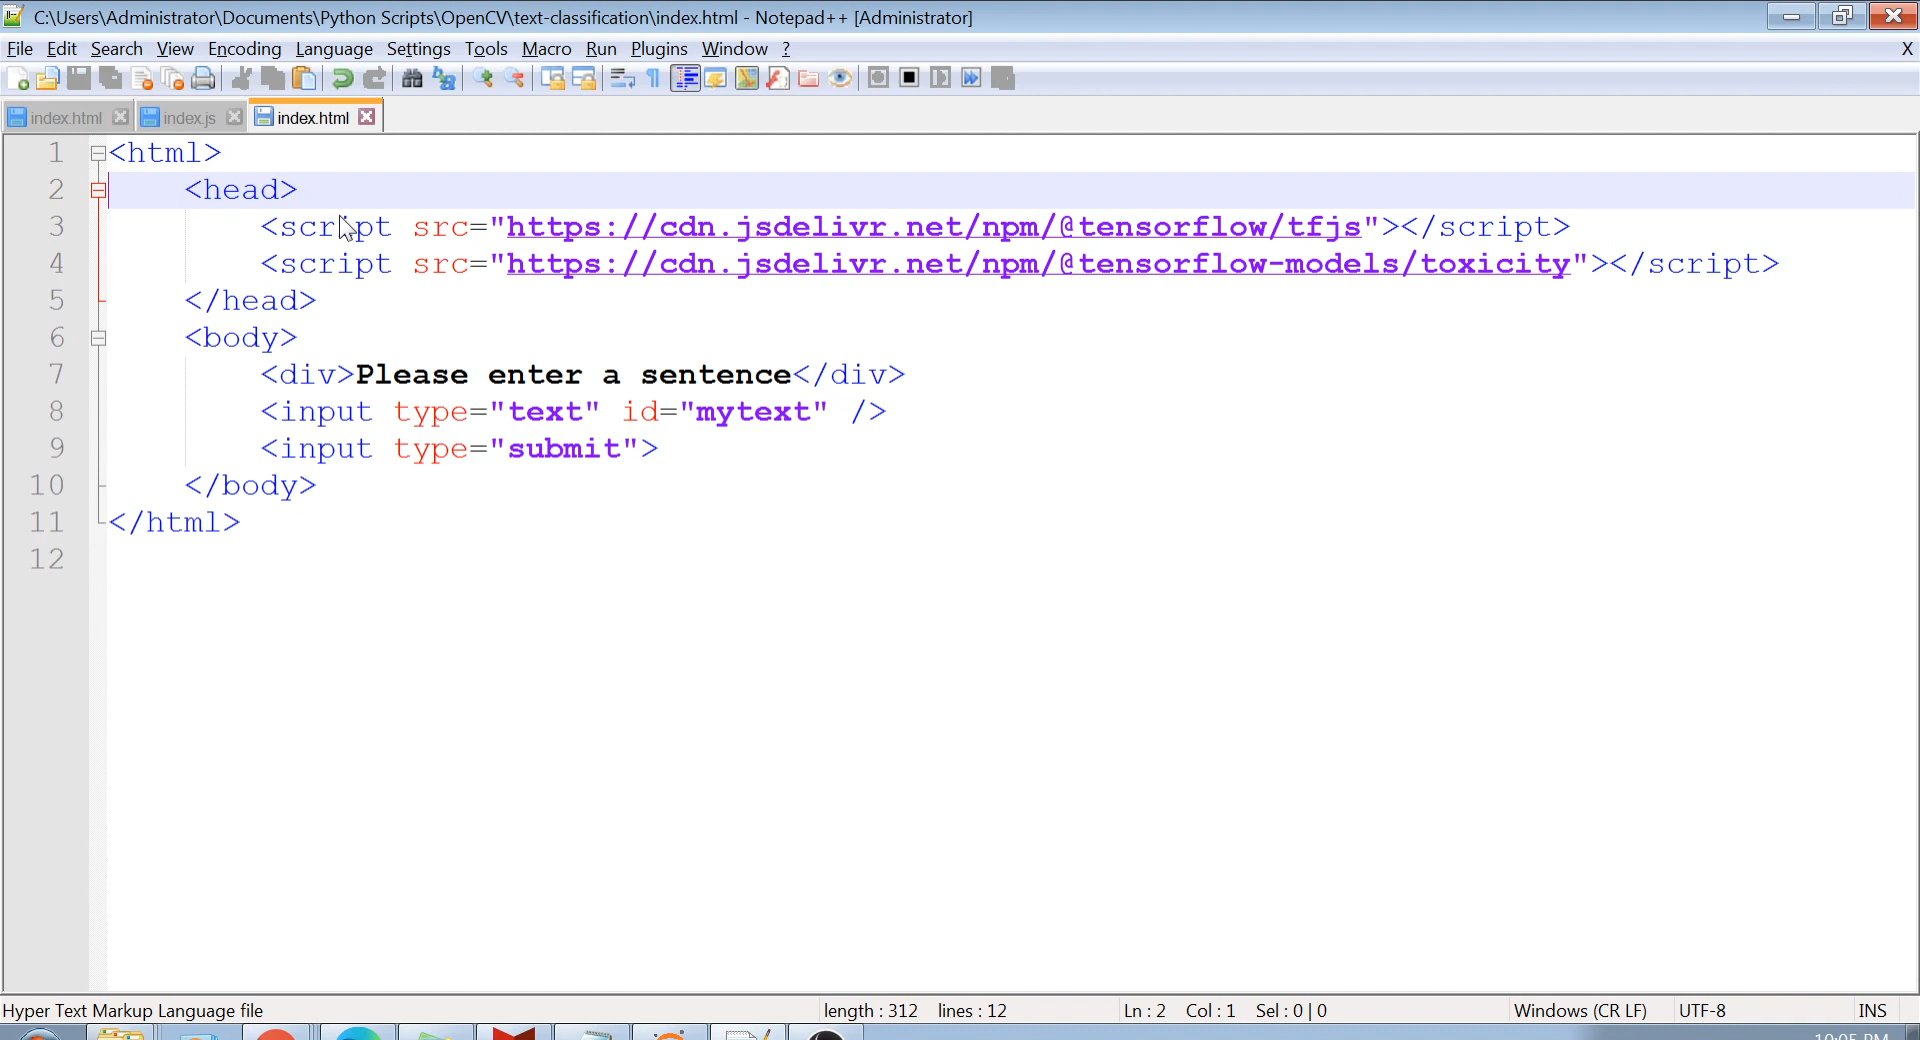 C:\Users\Administrator\Documents\Python Scripts\OpenCV\text-classification\index.html - Notepad++ [Administrator]
File Edit Search View Encoding Language Settings Tools Macro Run Plugins Window ? X
index.html index.js index.html
1 <html>
2 <head>
3 <script src="https://cdn.jsdelivr.net/npm/@tensorflow/tfjs"></script>
4 <script src="https://cdn.jsdelivr.net/npm/@tensorflow-models/toxicity"></script>
5 </head>
6 <body>
7 <div>Please enter a sentence</div>
8 <input type="text" id="mytext" />
9 <input type="submit">
10 </body>
11 </html>
12
Hyper Text Markup Language file length : 312 lines : 12 Ln : 2 Col : 1 Sel : 0 | 0 Windows (CR LF) UTF-8 INS
10:05 PM